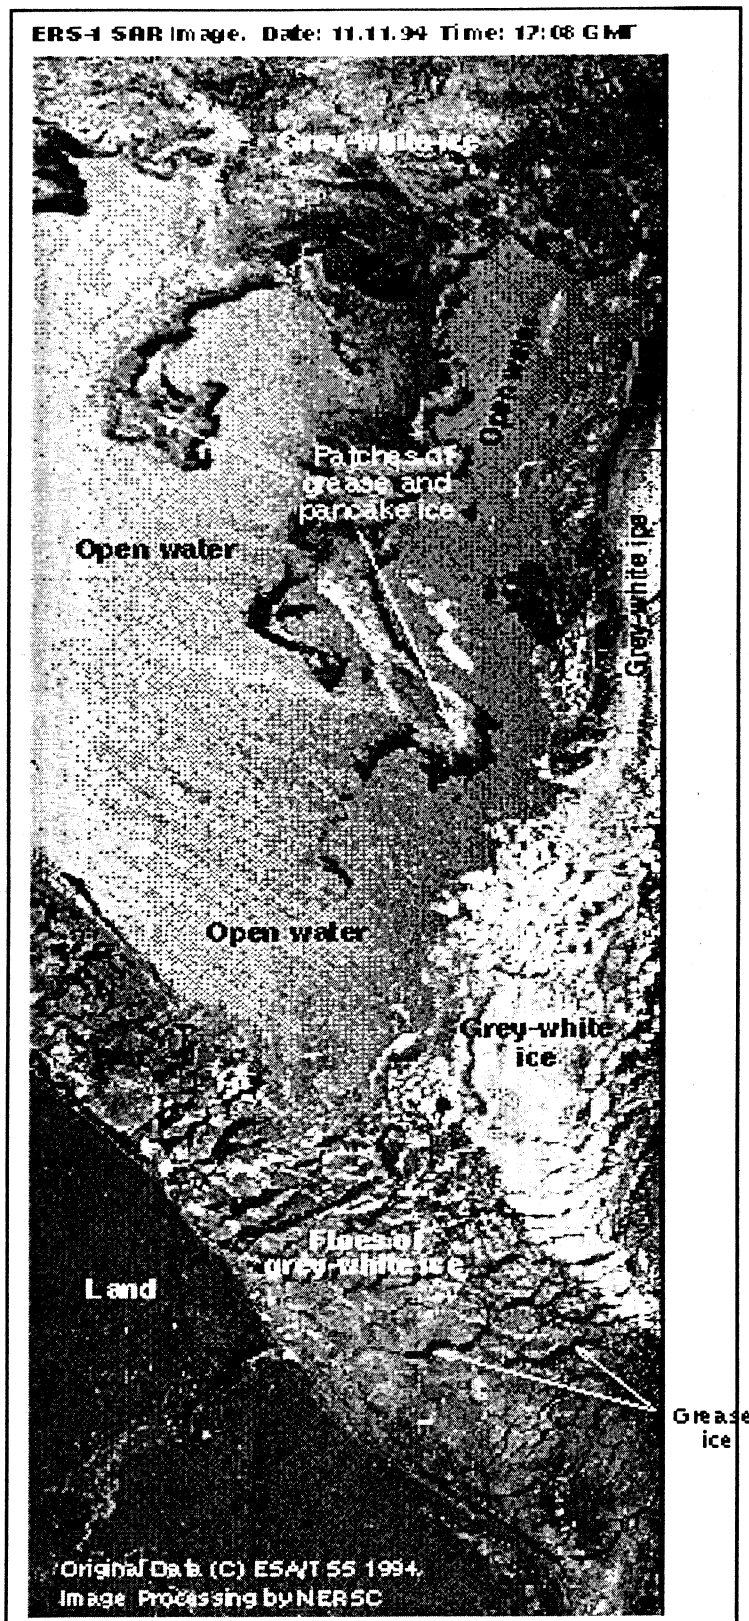 ERS-1 SAR Image. Date: 11.11.94 Time: 17:08 GMT
Grey-white ice
Open water
Patches of
grease and
pancake ice
Open water
Grey-white ice
Open water
Grey-white
ice
Floes of
grey-white ice
Land
Grease
ice
Original Data (C) ESA/TSS 1994,
Image Processing by NERSC